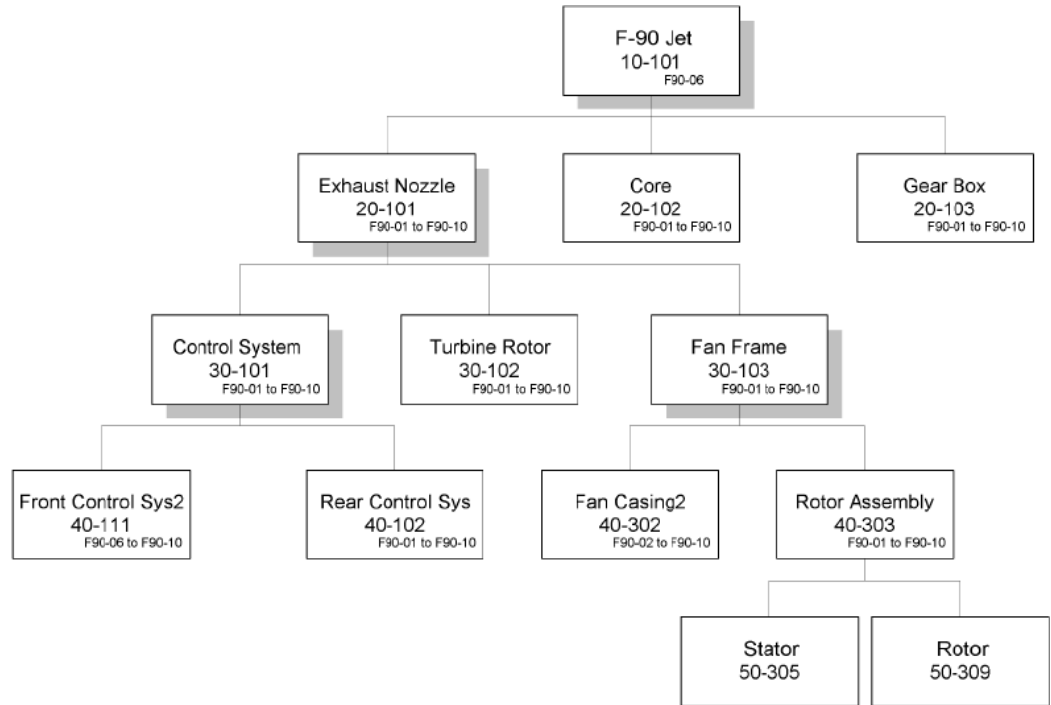 F-90 Jet
10-101
F90-06
Exhaust Nozzle
20-101
F90-01 to F90-10
Core
20-102
F90-01 to F90-10
Gear Box
20-103
F90-01 to F90-10
Control System
30-101
F90-01 to F90-10
Turbine Rotor
30-102
F90-01 to F90-10
Fan Frame
30-103
F90-01 to F90-10
Front Control Sys2
40-111
F90-06 to F90-10
Rear Control Sys
40-102
F90-01 to F90-10
Fan Casing2
40-302
F90-02 to F90-10
Rotor Assembly
40-303
F90-01 to F90-10
Stator
50-305
Rotor
50-309